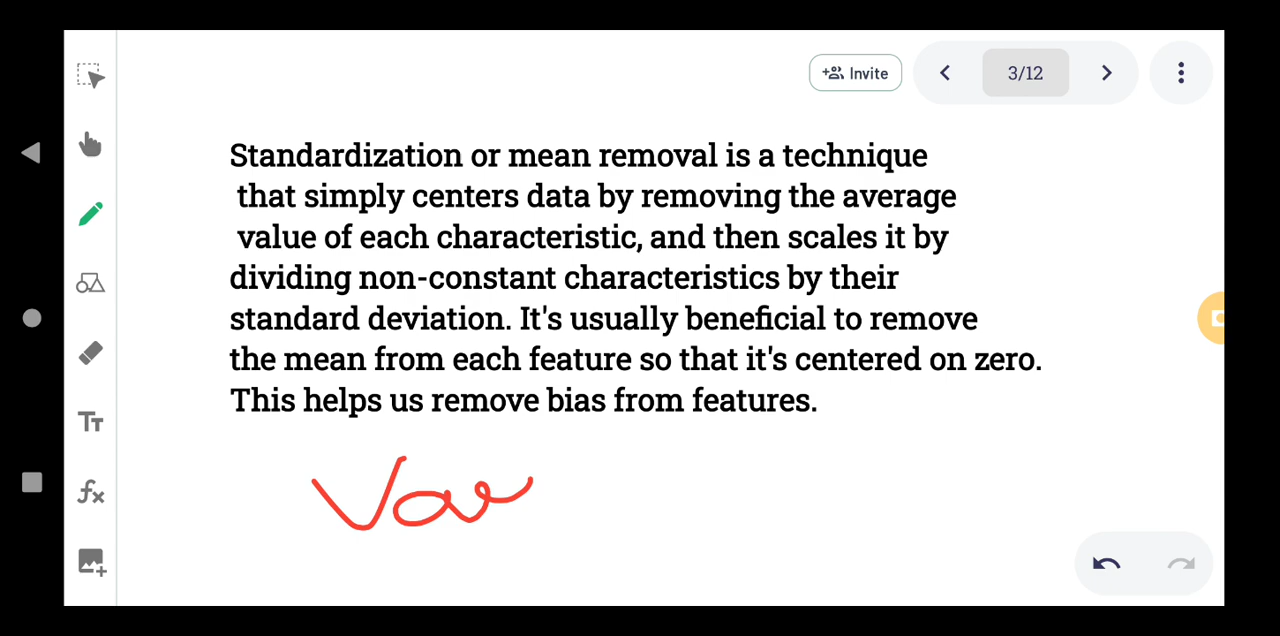 Invite
3/12
Standardization or mean removal is a technique
that simply centers data by removing the average
value of each characteristic, and then scales it by
dividing non-constant characteristics by their
standard deviation. It's usually beneficial to remove
the mean from each feature so that it's centered on zero.
This helps us remove bias from features.
Var
TT
fx